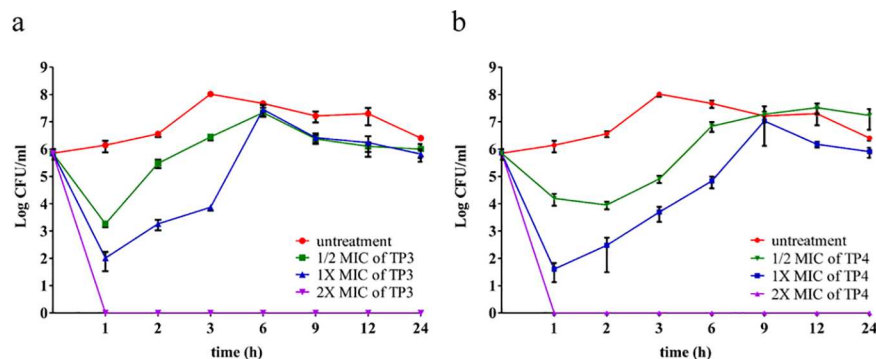 a
9
8
7
6
5
4
3
2
1
0
Log CFU/ml
1 2 3 6 9 12 24
time (h)
untreatment
1/2 MIC of TP3
1X MIC of TP3
2X MIC of TP3
b
9
8
7
6
5
4
3
2
1
0
Log CFU/ml
1 2 3 6 9 12 24
time (h)
untreatment
1/2 MIC of TP4
1X MIC of TP4
2X MIC of TP4